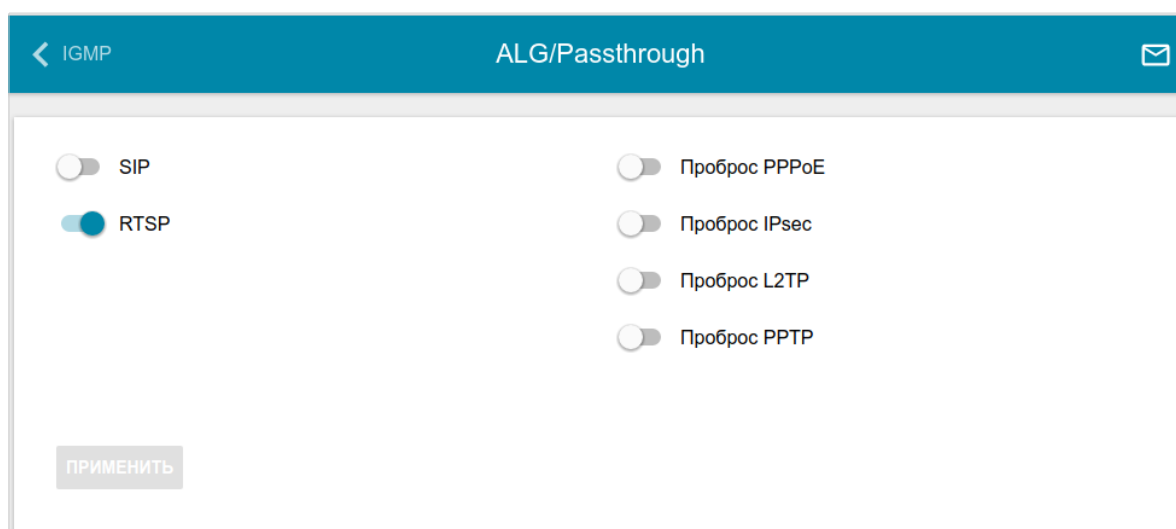 IGMP
ALG/Passthrough
SIP
RTSP
Проброс PPPoE
Проброс IPsec
Проброс L2TP
Проброс PPTP
ПРИМЕНИТЬ